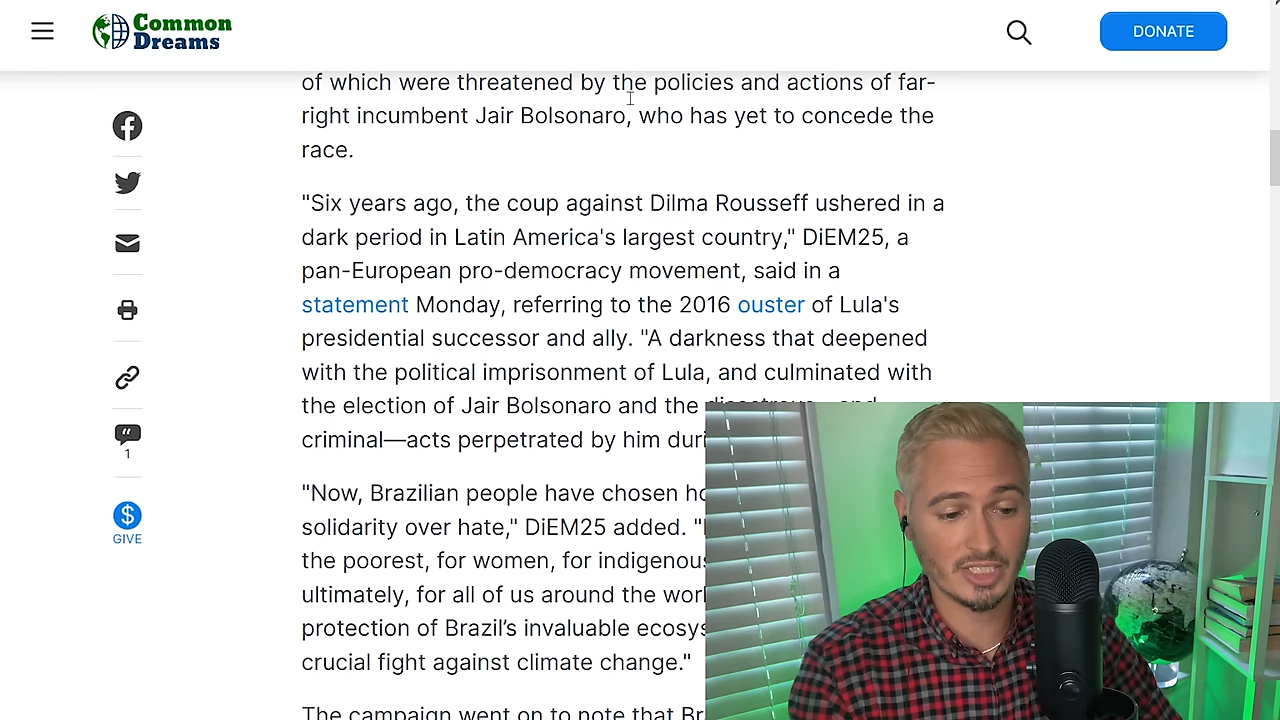 Common
Dreams
DONATE
of which were threatened by the policies and actions of far-
right incumbent Jair Bolsonaro, who has yet to concede the
race.
"Six years ago, the coup against Dilma Rousseff ushered in a
dark period in Latin America's largest country," DiEM25, a
pan-European pro-democracy movement, said in a
statement Monday, referring to the 2016 ouster of Lula's
presidential successor and ally. "A darkness that deepened
with the political imprisonment of Lula, and culminated with
the election of Jair Bolsonaro and the disastrous—and
criminal—acts perpetrated by him duri
"Now, Brazilian people have chosen ho
solidarity over hate," DiEM25 added. "
the poorest, for women, for indigenous
ultimately, for all of us around the worl
protection of Brazil's invaluable ecosys
crucial fight against climate change."
The campaign went on to note that Br
1
GIVE